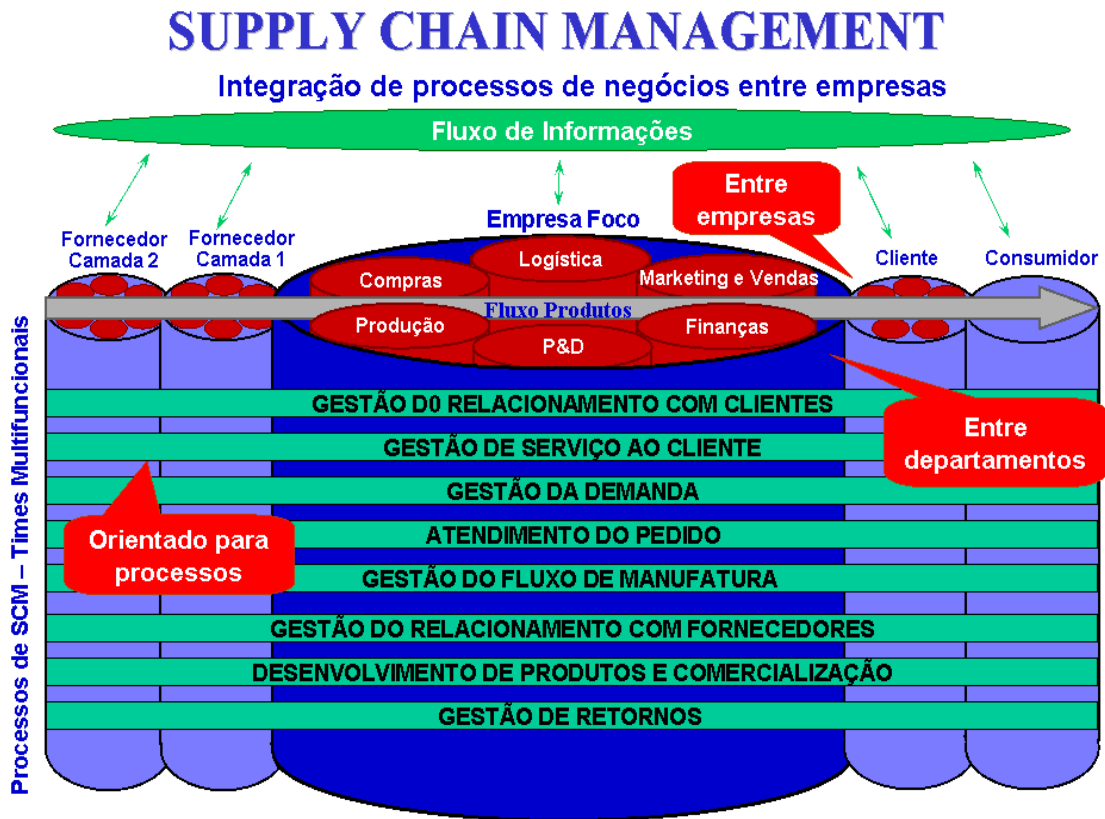 SUPPLY CHAIN MANAGEMENT
Integração de processos de negócios entre empresas
Fluxo de Informações
Entre
empresas
Empresa Foco
Fornecedor
Camada 2
Fornecedor
Camada 1
Cliente
Consumidor
Logística
Compras
Marketing e Vendas
Fluxo Produtos
Produção
Finanças
P&D
GESTÃO D0 RELACIONAMENTO COM CLIENTES
Entre
departamentos
GESTÃO DE SERVIÇO AO CLIENTE
GESTÃO DA DEMANDA
Orientado para
processos
ATENDIMENTO DO PEDIDO
GESTÃO DO FLUXO DE MANUFATURA
GESTÃO DO RELACIONAMENTO COM FORNECEDORES
DESENVOLVIMENTO DE PRODUTOS E COMERCIALIZAÇÃO
GESTÃO DE RETORNOS
Processos de SCM – Times Multifuncionais